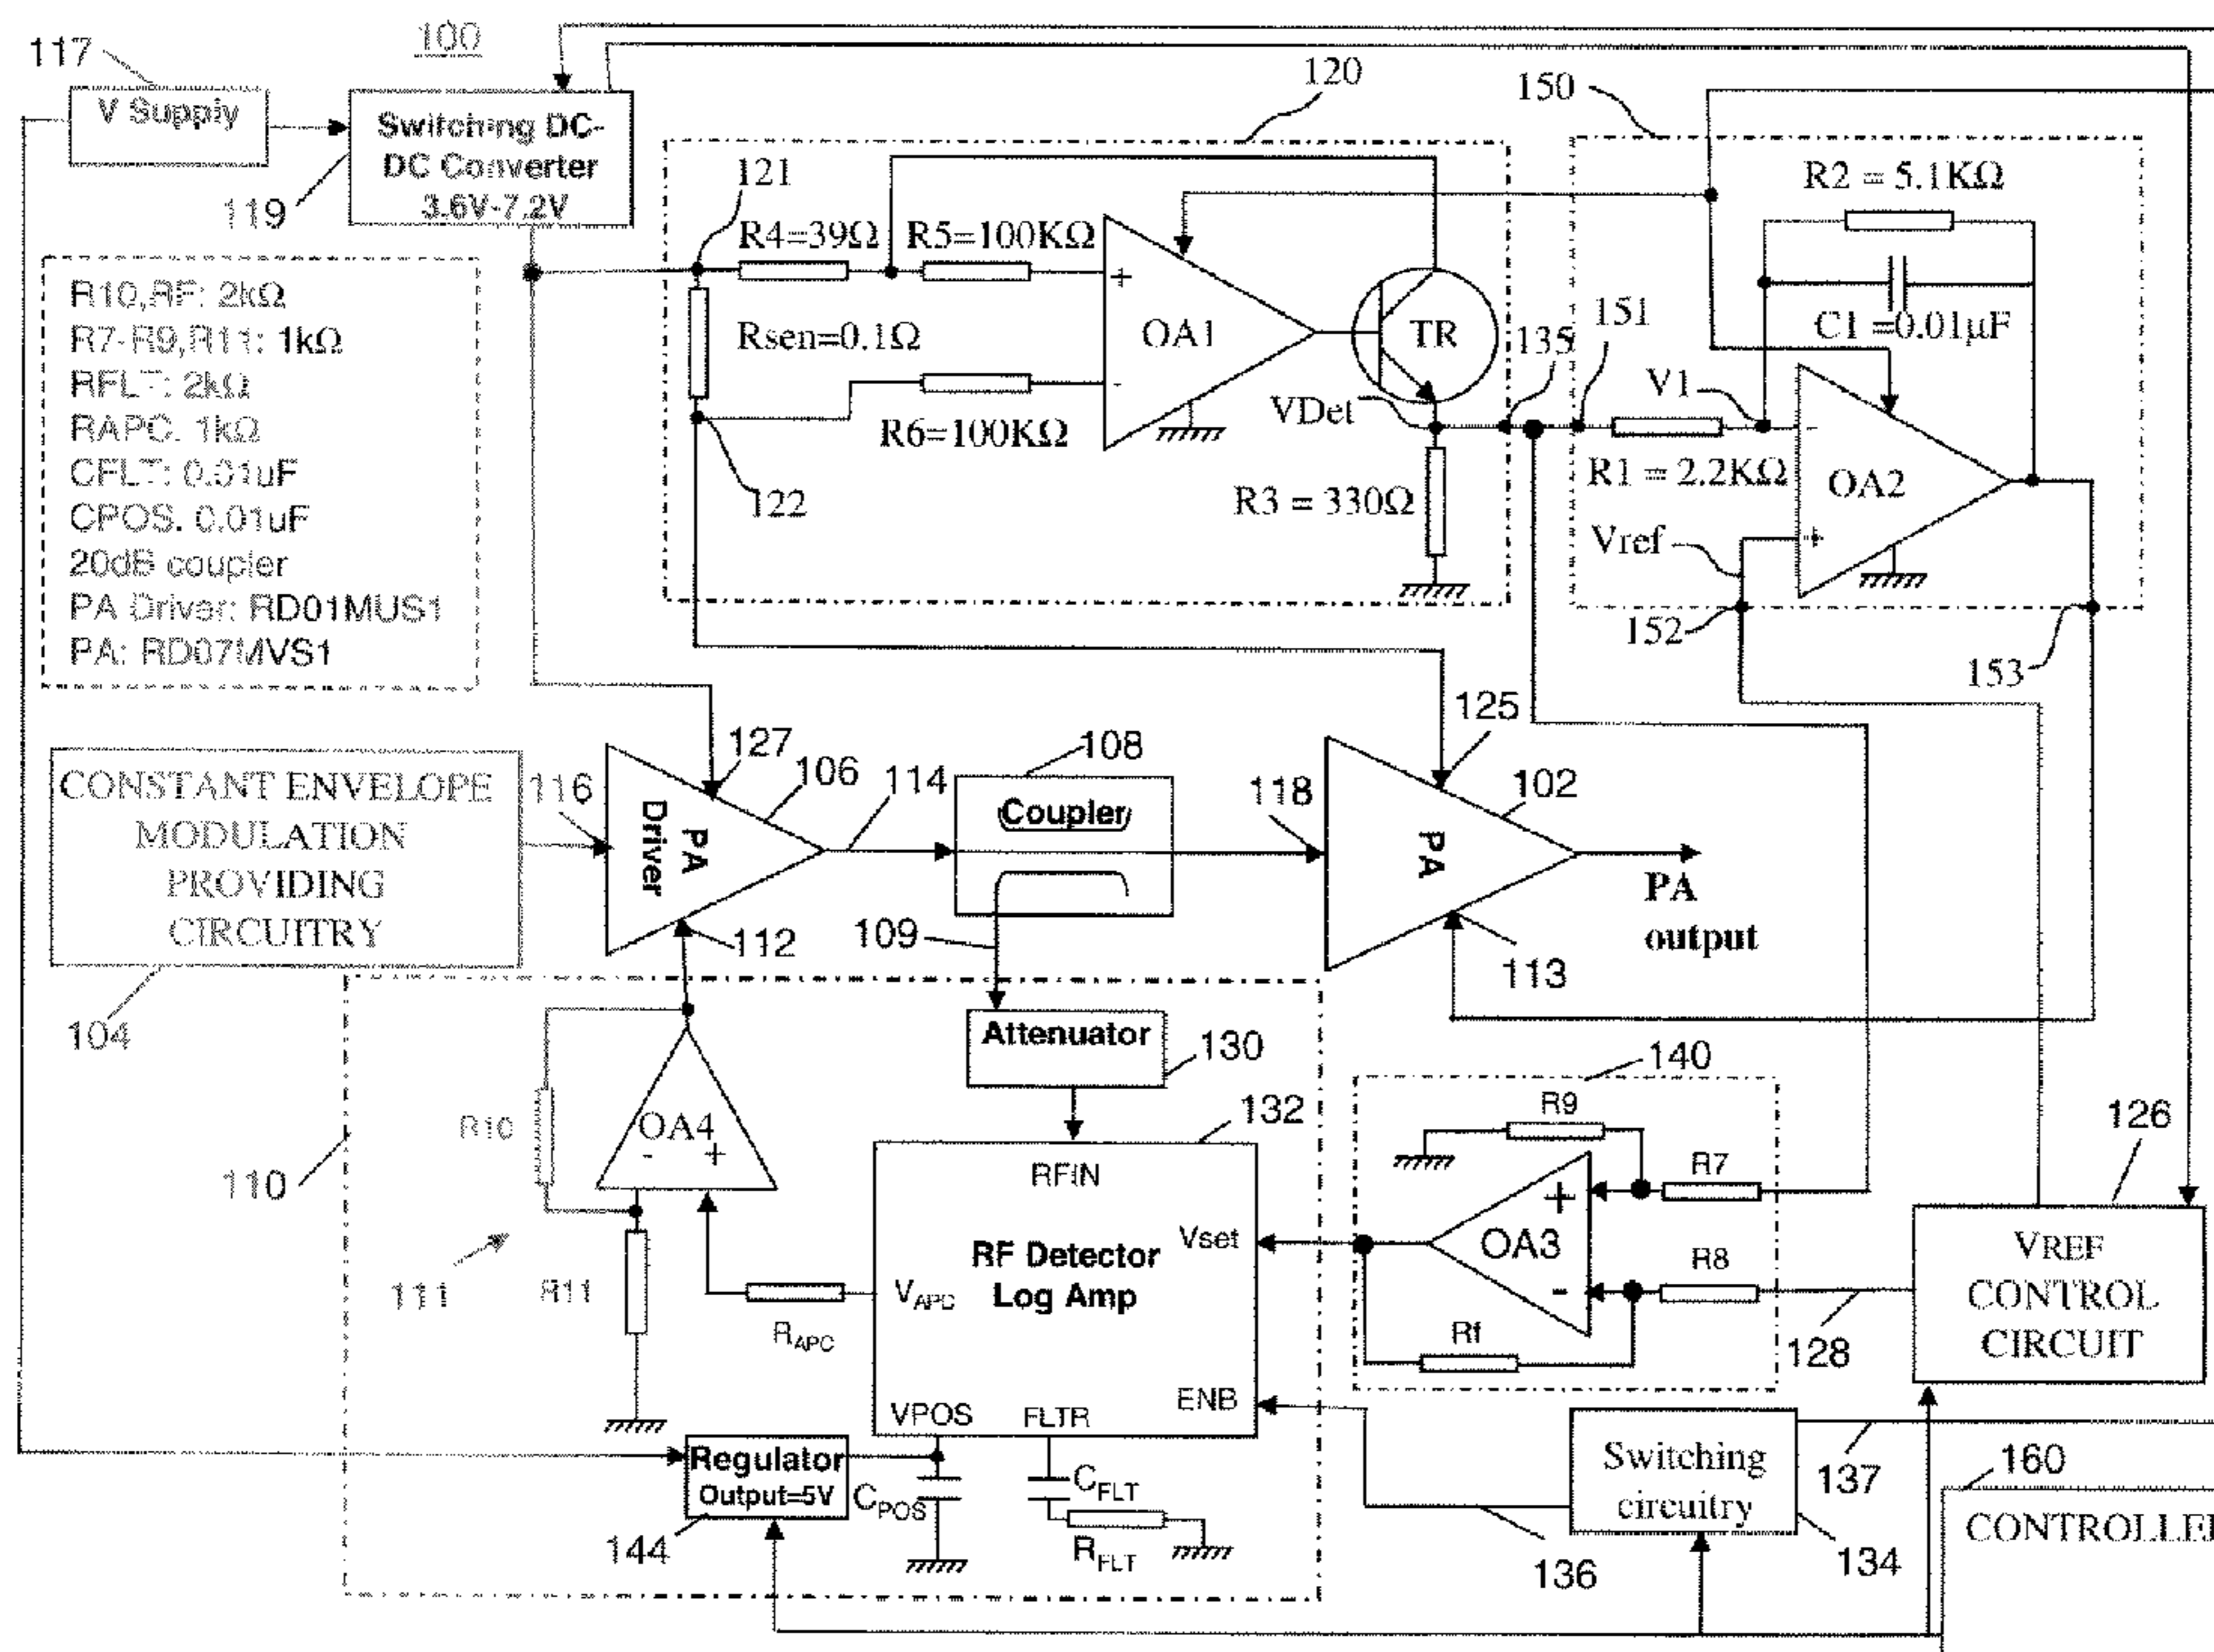 100
117
V Supply
Switching DC-
DC Converter
3.6V-7.2V
119
120
150
121
R4=39Ω
R5=100KΩ
Rsen=0.1Ω
R6=100KΩ
+
-
OA1
TR
122
VDet
R3 = 330Ω
135
151
R2 = 5.1KΩ
C1 =0.01µF
V1
R1 = 2.2KΩ
-
+
OA2
Vref
152
153
R10,RF: 2kΩ
R7-R9,R11: 1kΩ
RFLT: 2kΩ
RAPC. 1kΩ
CFLT: 0.01uF
CPOS. 0.01uF
20dB coupler
PA Driver: RD01MUS1
PA: RD07MVS1
CONSTANT ENVELOPE
MODULATION
PROVIDING
CIRCUITRY
104
116
127
106
PA
Driver
112
114
108
Coupler
109
118
125
102
PA
113
PA
output
Attenuator
130
132
140
126
110
111
R10
OA4
-
+
R11
RAPC
RFIN
RF Detector
Log Amp
Vset
VAPC
VPOS
FLTR
ENB
R9
R7
+
OA3
-
R8
Rf
128
VREF
CONTROL
CIRCUIT
Regulator
Output=5V
144
CPOS
CFLT
RFLT
136
Switching
circuitry
134
137
160
CONTROLLER